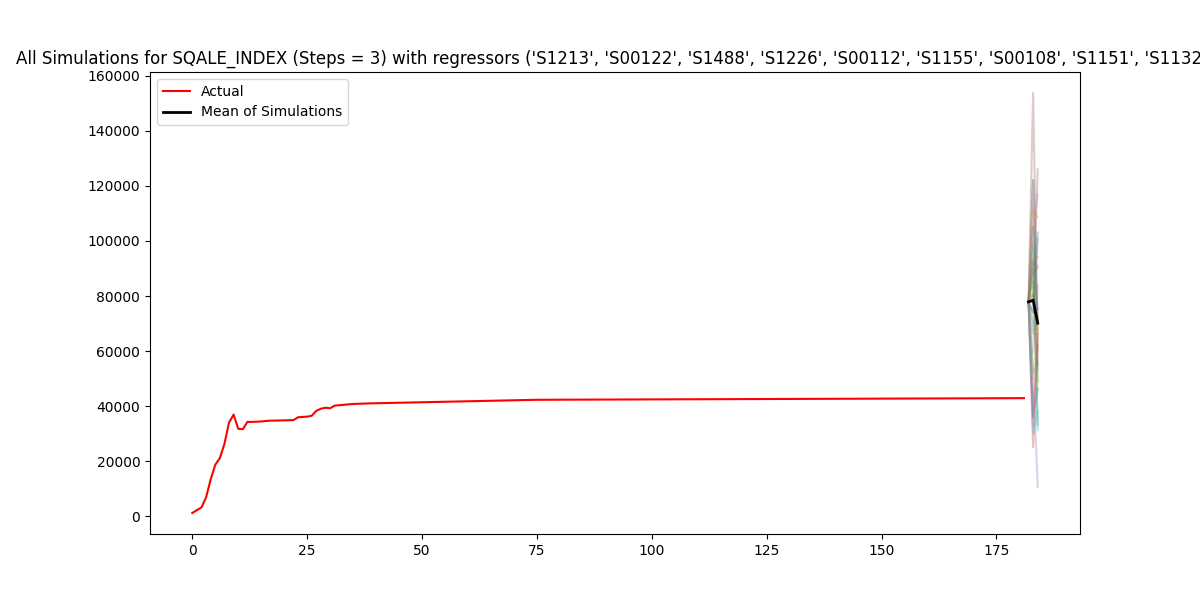 All Simulations for SQALE_INDEX (Steps = 3) with regressors ('S1213', 'S00122', 'S1488', 'S1226', 'S00112', 'S1155', 'S00108', 'S1151', 'S1132
160000
140000
120000
100000
80000
60000
40000
20000
0
Actual
Mean of Simulations
0 25 50 75 100 125 150 175